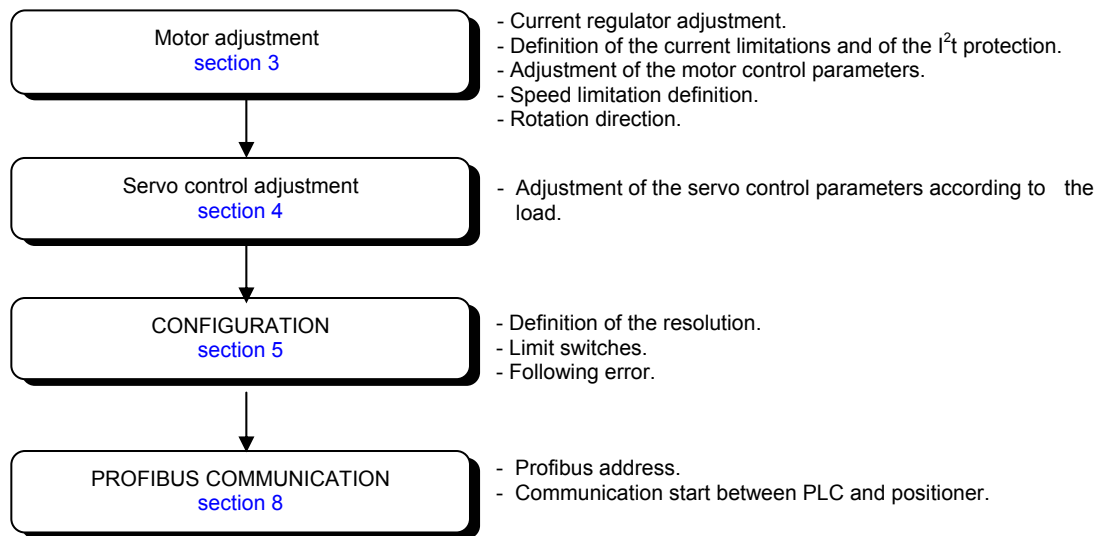 Motor adjustment
section 3
- Current regulator adjustment.
- Definition of the current limitations and of the I²t protection.
- Adjustment of the motor control parameters.
- Speed limitation definition.
- Rotation direction.
Servo control adjustment
section 4
- Adjustment of the servo control parameters according to the
load.
CONFIGURATION
section 5
- Definition of the resolution.
- Limit switches.
- Following error.
PROFIBUS COMMUNICATION
section 8
- Profibus address.
- Communication start between PLC and positioner.